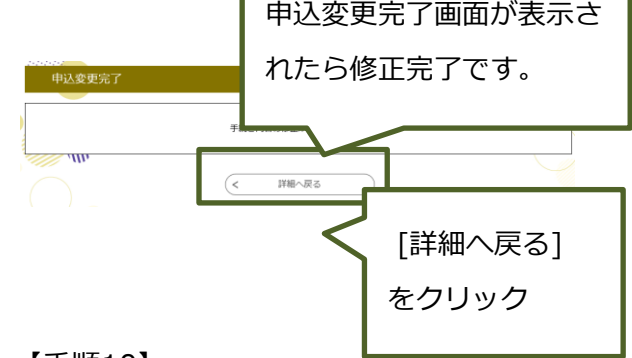 申込変更完了画面が表示さ
れたら修正完了です。
申込変更完了
詳細へ戻る
[詳細へ戻る]
をクリック